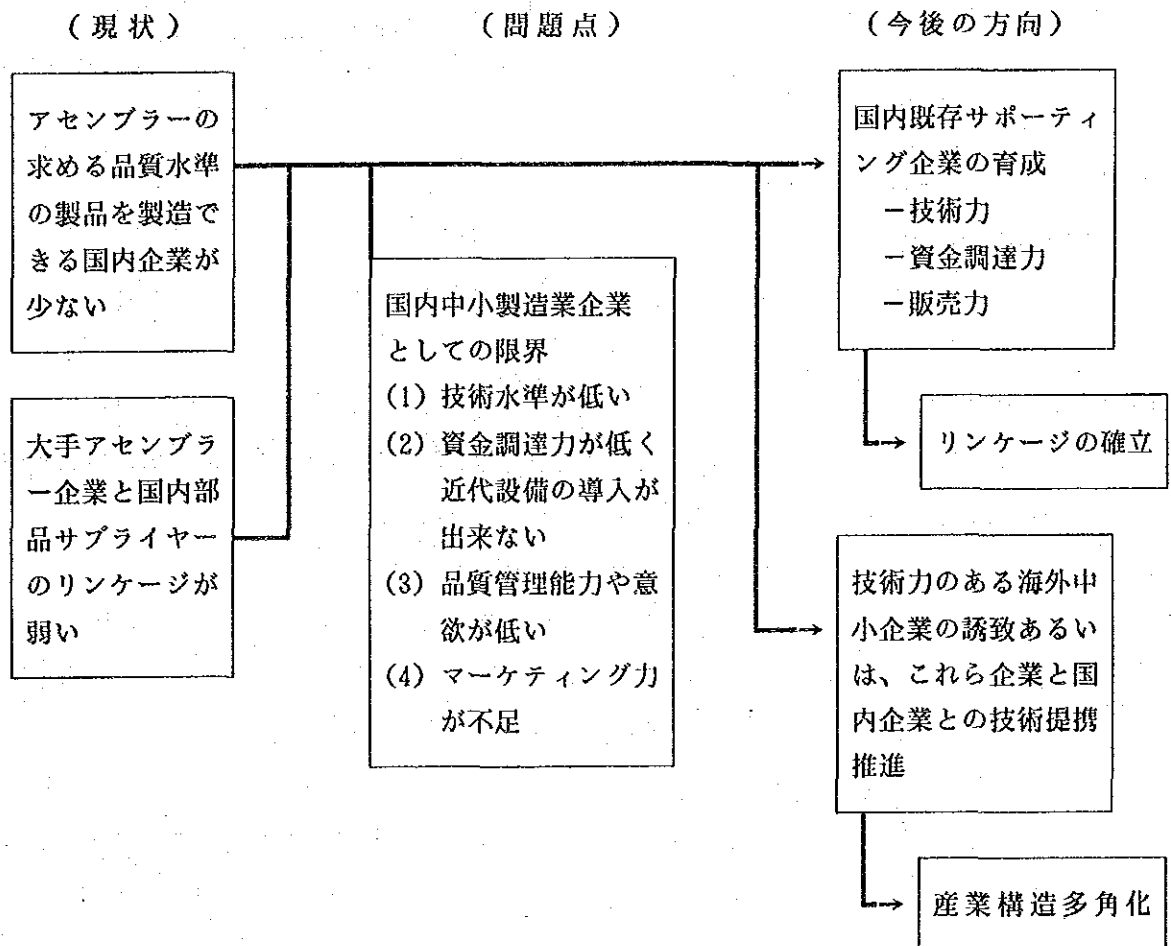 (現状)
(問題点)
(今後の方向)
アセンブラーの
求める品質水準
の製品を製造で
きる国内企業が
少ない
大手アセンブラ
ー企業と国内部
品サプライヤー
のリンケージが
弱い
国内中小製造業企業
としての限界
(1) 技術水準が低い
(2) 資金調達力が低く
近代設備の導入が
出来ない
(3) 品質管理能力や意
欲が低い
(4) マーケティング力
が不足
国内既存サポーティ
ング企業の育成
-技術力
-資金調達力
-販売力
リンケージの確立
技術力のある海外中
小企業の誘致あるい
は、これら企業と国
内企業との技術提携
推進
産業構造多角化